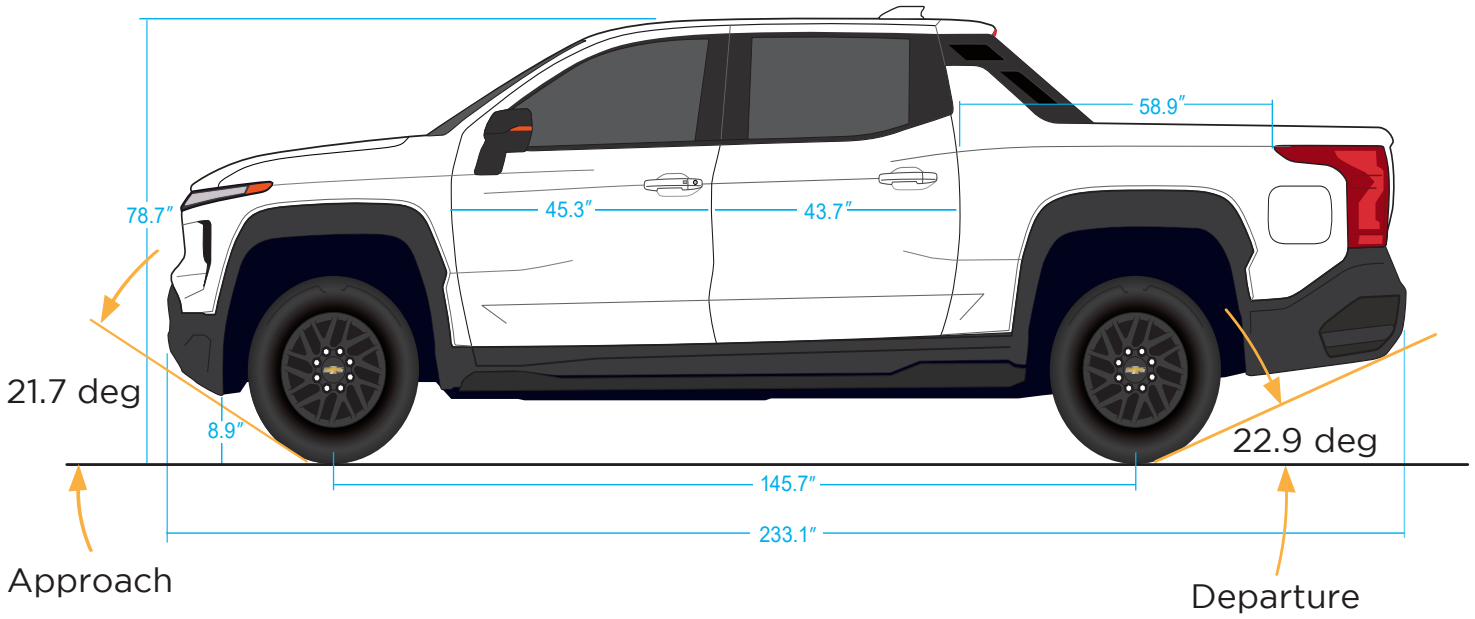 58.9″
78.7″
45.3″
43.7″
21.7 deg
8.9″
22.9 deg
145.7″
233.1″
Approach
Departure